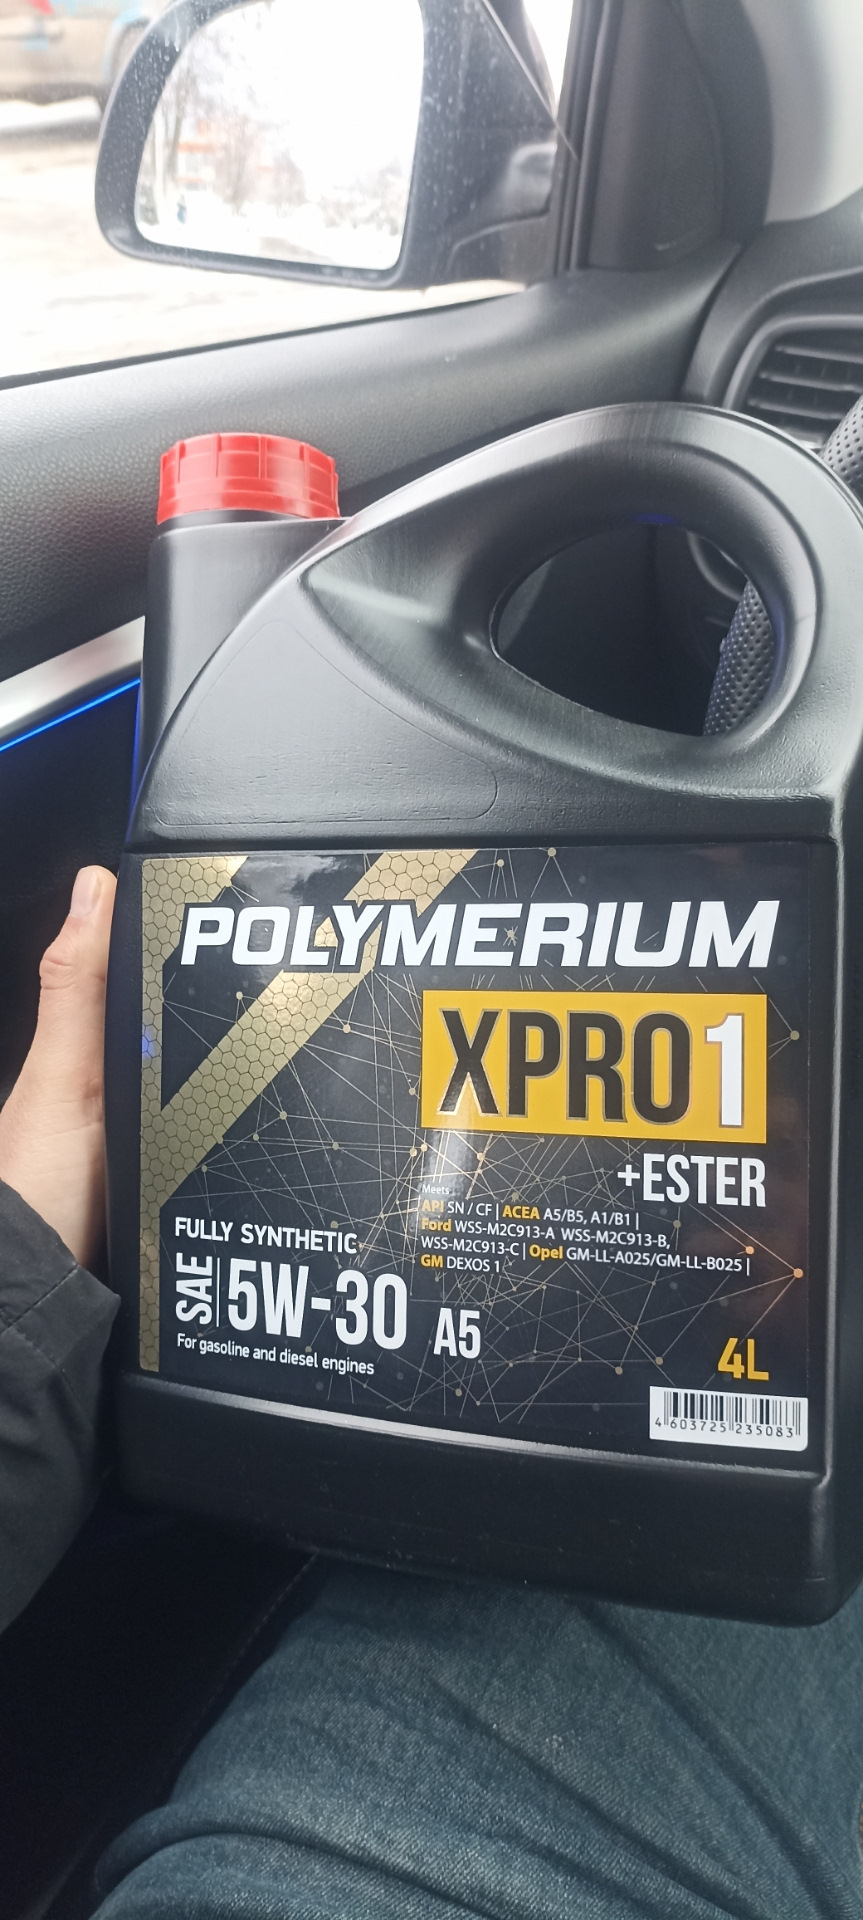 POLYMERIUM
XPRO1
+ESTER
Meets
API SN / CF | ACEA A5/B5, A1/B1 |
Ford WSS-M2C913-A WSS-M2C913-B,
WSS-M2C913-C | Opel GM-LL-A025/GM-LL-B025 |
GM DEXOS 1
FULLY SYNTHETIC
SAE 5W-30 A5
For gasoline and diesel engines
4L
4 603725 235083